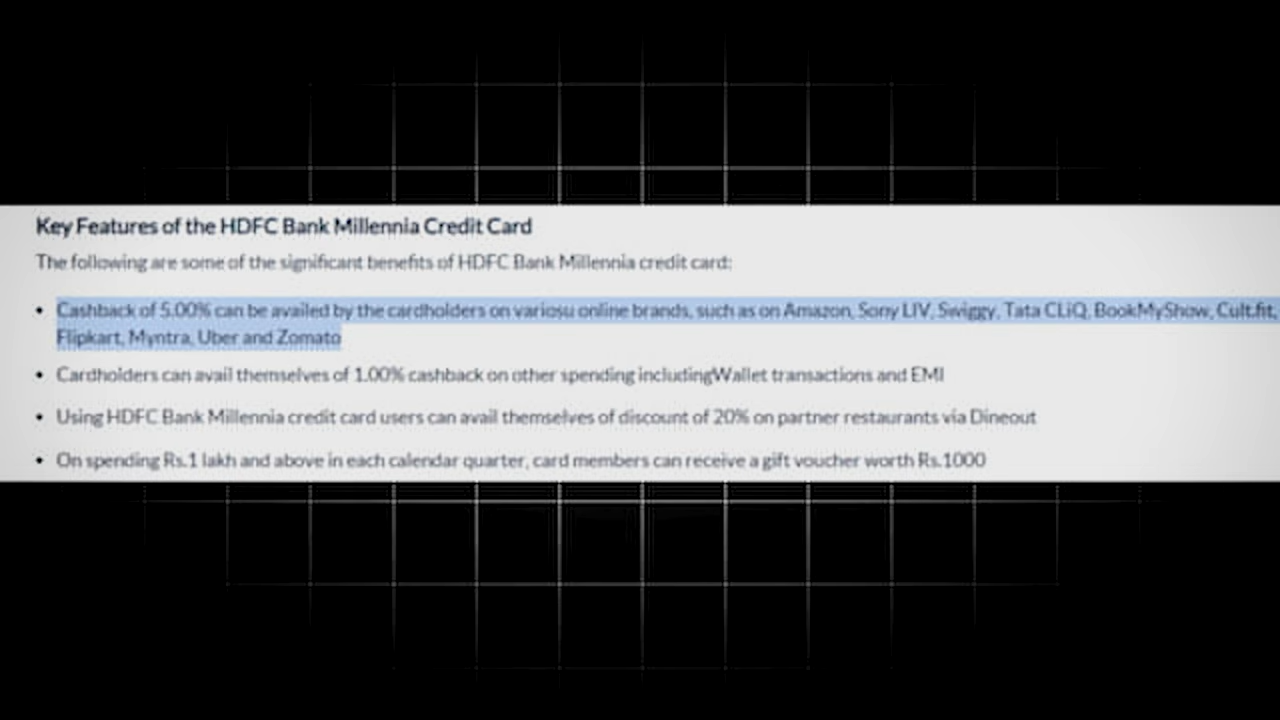 Key Features of the HDFC Bank Millennia Credit Card
The following are some of the significant benefits of HDFC Bank Millennia credit card:
• Cashback of 5.00% can be availed by the cardholders on variosu online brands, such as on Amazon, Sony LIV, Swiggy, Tata CLiQ, BookMyShow, Cult.fit,
Flipkart, Myntra, Uber and Zomato
• Cardholders can avail themselves of 1.00% cashback on other spending includingWallet transactions and EMI
• Using HDFC Bank Millennia credit card users can avail themselves of discount of 20% on partner restaurants via Dineout
• On spending Rs.1 lakh and above in each calendar quarter, card members can receive a gift voucher worth Rs.1000